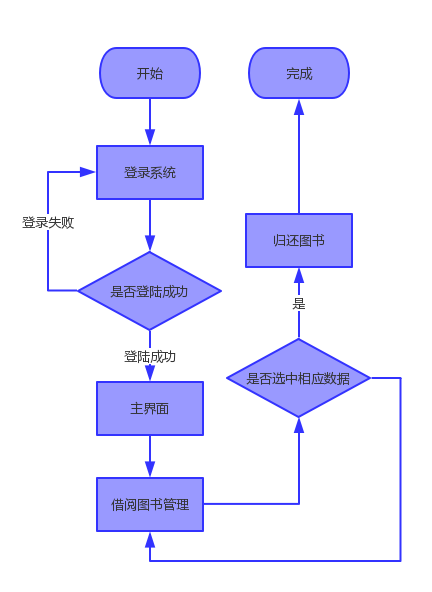 开始
完成
登录系统
登录失败
归还图书
是否登陆成功
是
登陆成功
是否选中相应数据
主界面
借阅图书管理